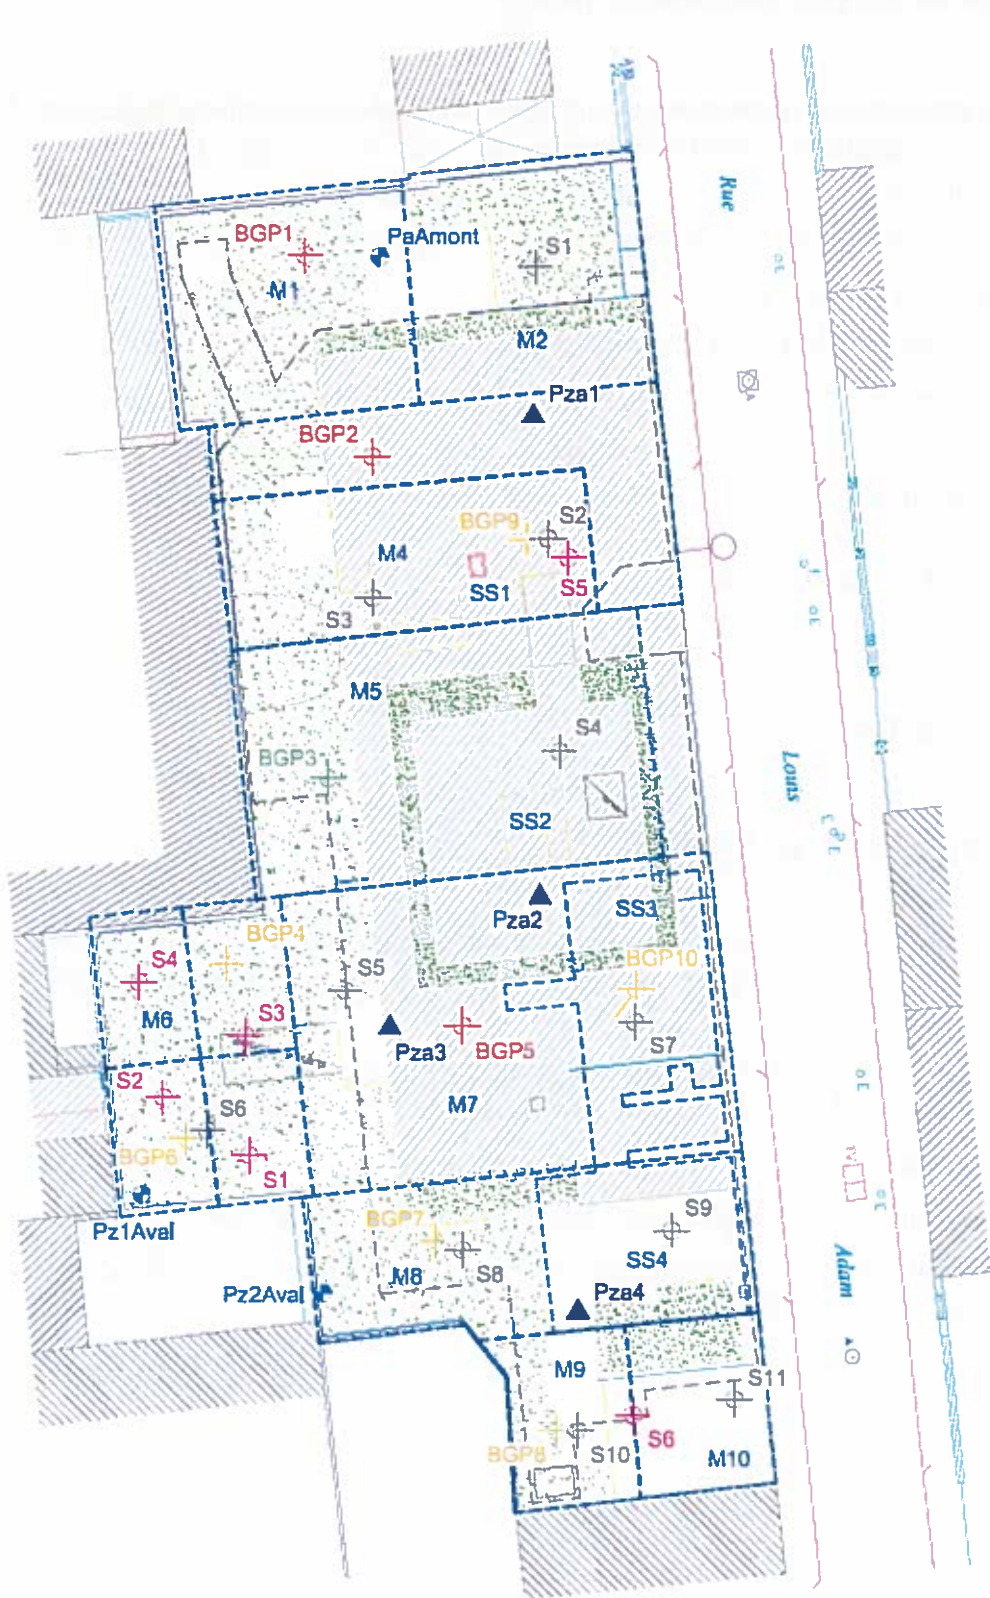 Rue
BGP1
PaAmont
S1
M1
M2
Pza1
BGP2
BGP9
S2
M4
SS1
S5
S3
M5
S4
BGP3
Louis
SS2
Pza2
SS3
BGP4
S4
S5
BGP10
M6
S3
Pza3
BGP5
S7
S2
S6
M7
BGP6
S1
Pz1Aval
BGP7
S9
S8
SS4
M8
Pz2Aval
Pza4
Adam
M9
S11
S6
S10
BGP8
M10